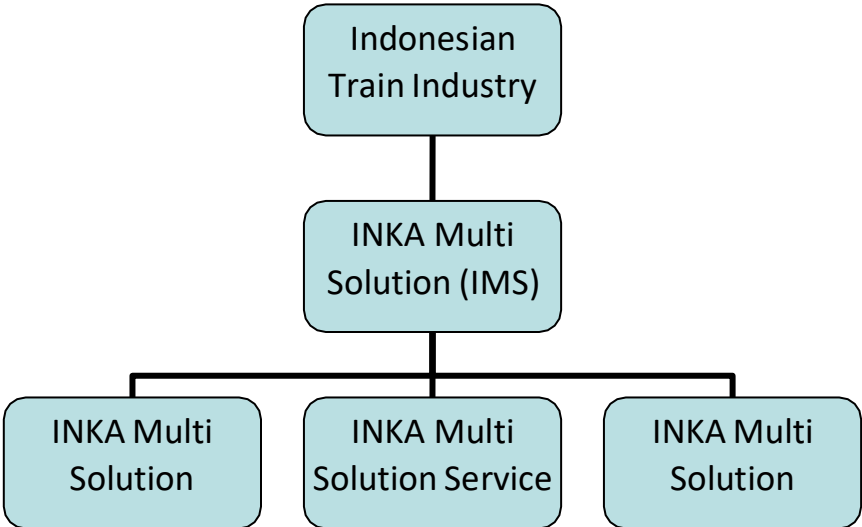 Indonesian
Train Industry
INKA Multi
Solution (IMS)
INKA Multi
Solution
INKA Multi
Solution Service
INKA Multi
Solution